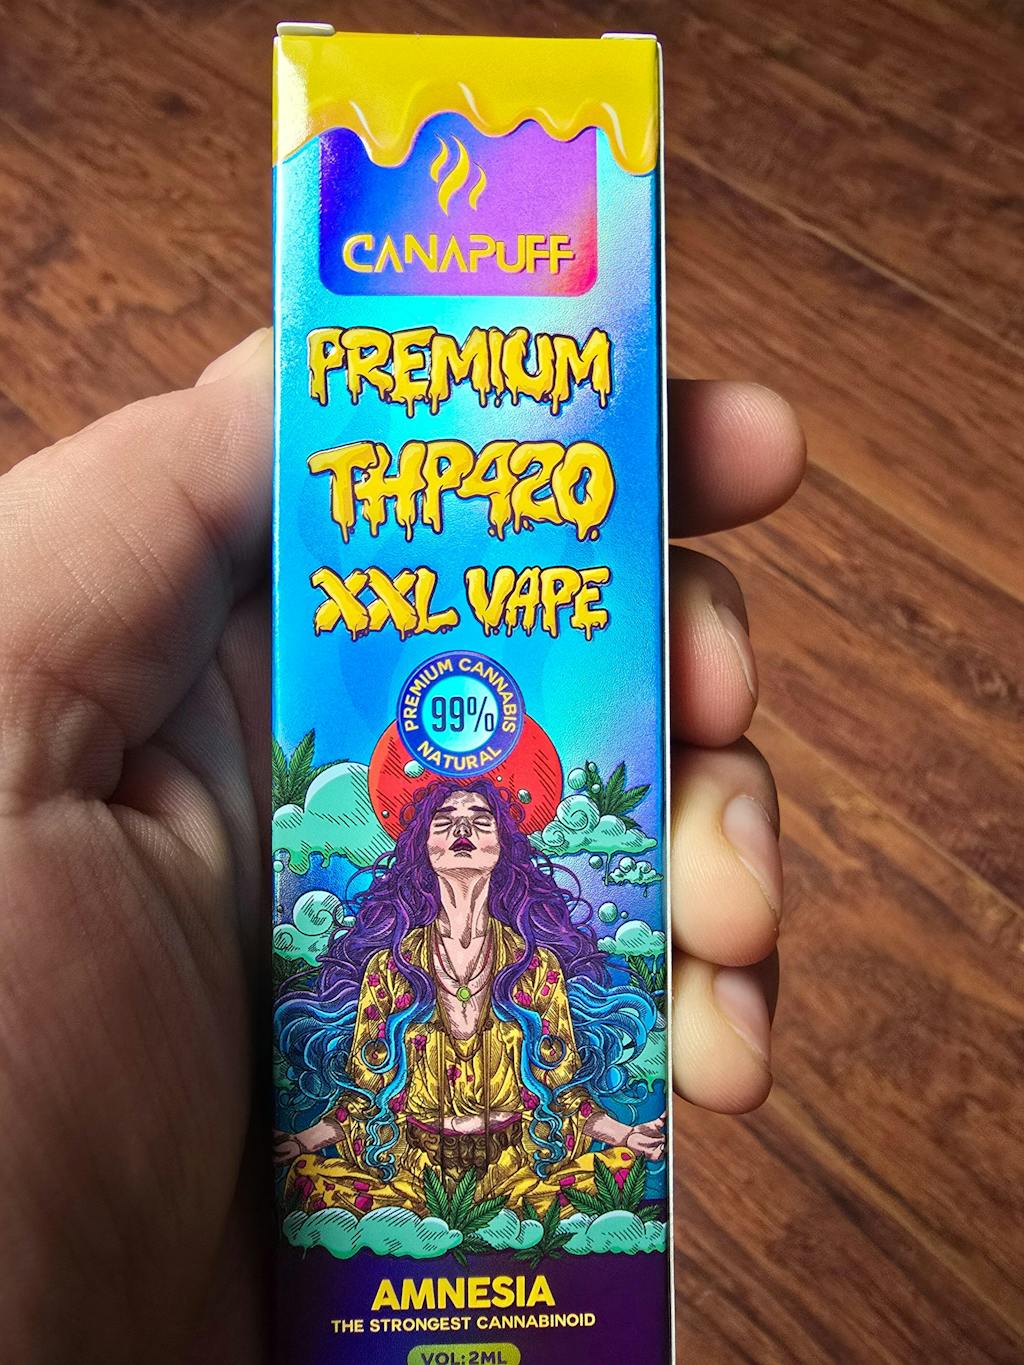 CANAPUFF
PREMIUM
THP420
XXL VAPE
PREMIUM CANNABIS
99%
NATURAL
AMNESIA
THE STRONGEST CANNABINOID
VOL: 2ML